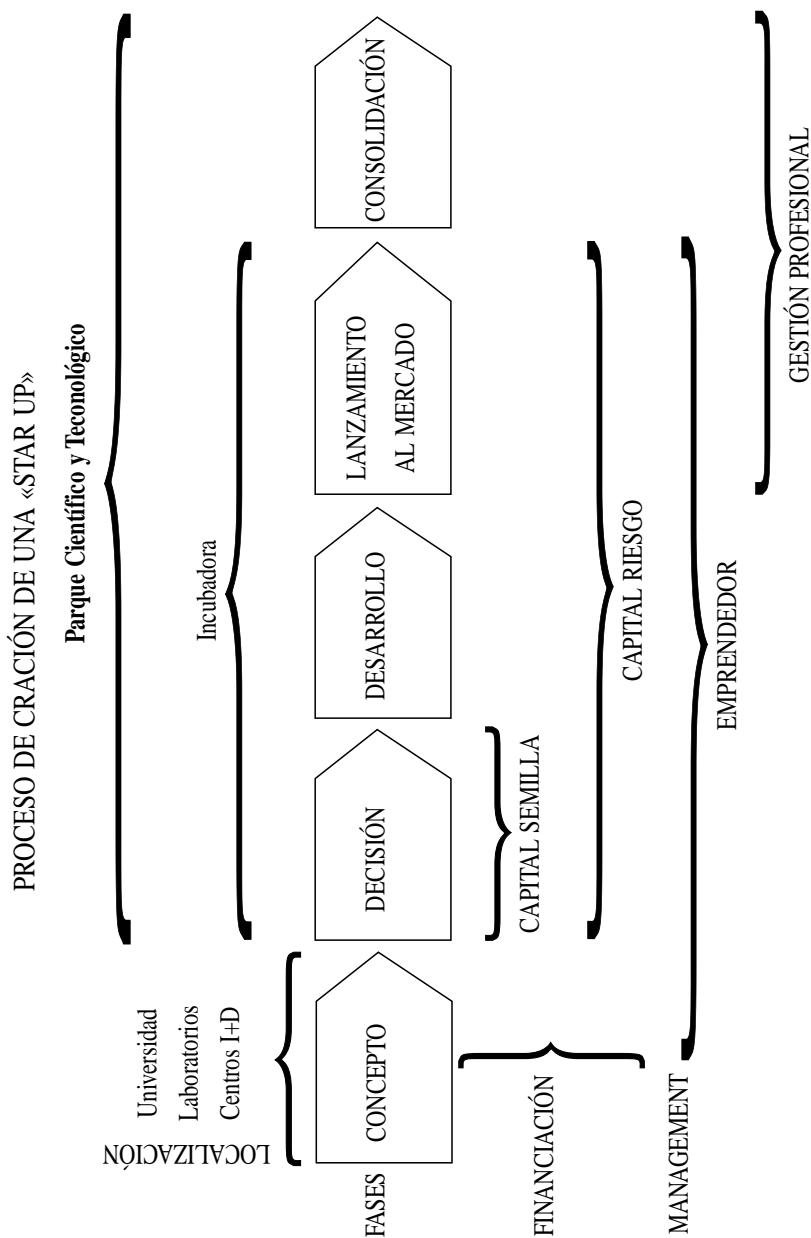 PROCESO DE CRACIÓN DE UNA «STAR UP»
Parque Científico y Teconológico
LOCALIZACIÓN
Universidad
Laboratorios
Centros I+D
Incubadora
FASES
CONCEPTO
DECISIÓN
DESARROLLO
LANZAMIENTO
AL MERCADO
CONSOLIDACIÓN
FINANCIACIÓN
CAPITAL SEMILLA
CAPITAL RIESGO
MANAGEMENT
EMPRENDEDOR
GESTIÓN PROFESIONAL